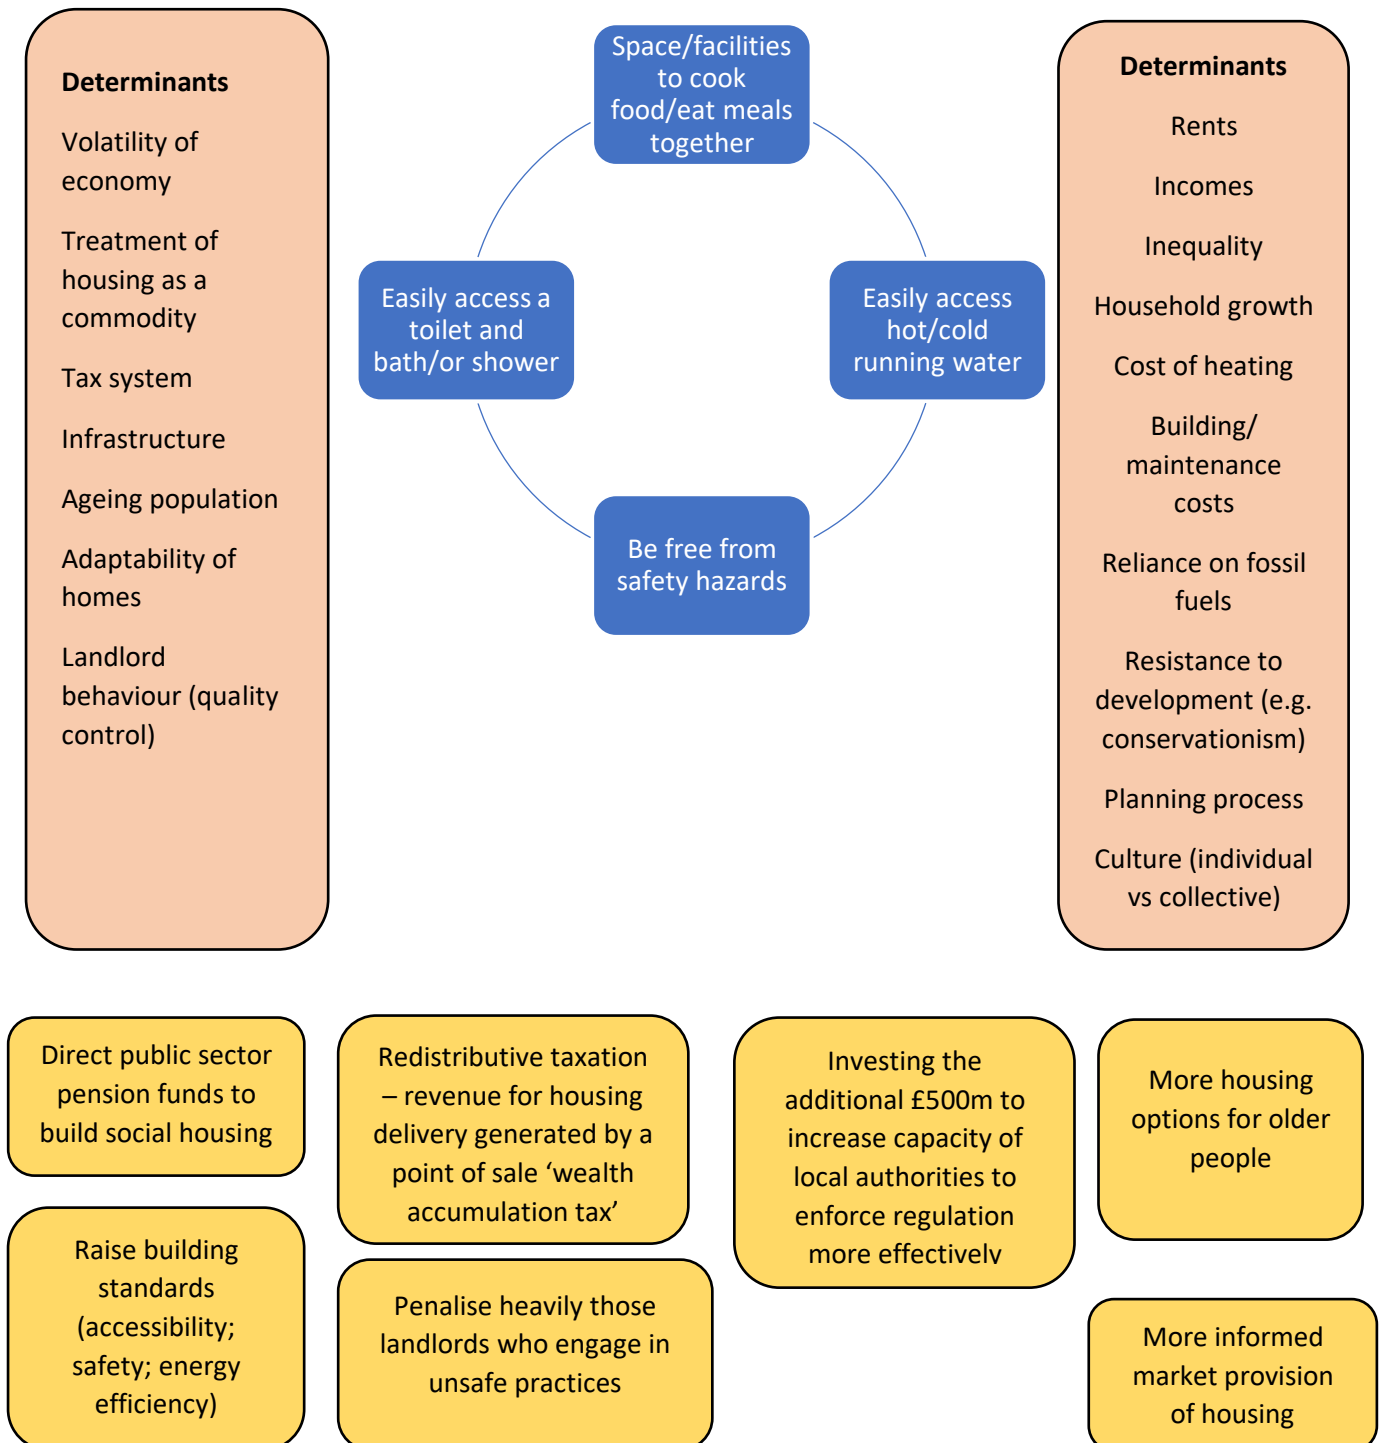 Determinants
Volatility of
economy
Treatment of
housing as a
commodity
Tax system
Infrastructure
Ageing population
Adaptability of
homes
Landlord
behaviour (quality
control)
Space/facilities
to cook
food/eat meals
together
Easily access a
toilet and
bath/or shower
Easily access
hot/cold
running water
Be free from
safety hazards
Determinants
Rents
Incomes
Inequality
Household growth
Cost of heating
Building/
maintenance
costs
Reliance on fossil
fuels
Resistance to
development (e.g.
conservationism)
Planning process
Culture (individual
vs collective)
Direct public sector
pension funds to
build social housing
Redistributive taxation
– revenue for housing
delivery generated by a
point of sale ‘wealth
accumulation tax’
Investing the
additional £500m to
increase capacity of
local authorities to
enforce regulation
more effectively
More housing
options for older
people
Raise building
standards
(accessibility;
safety; energy
efficiency)
Penalise heavily those
landlords who engage in
unsafe practices
More informed
market provision
of housing